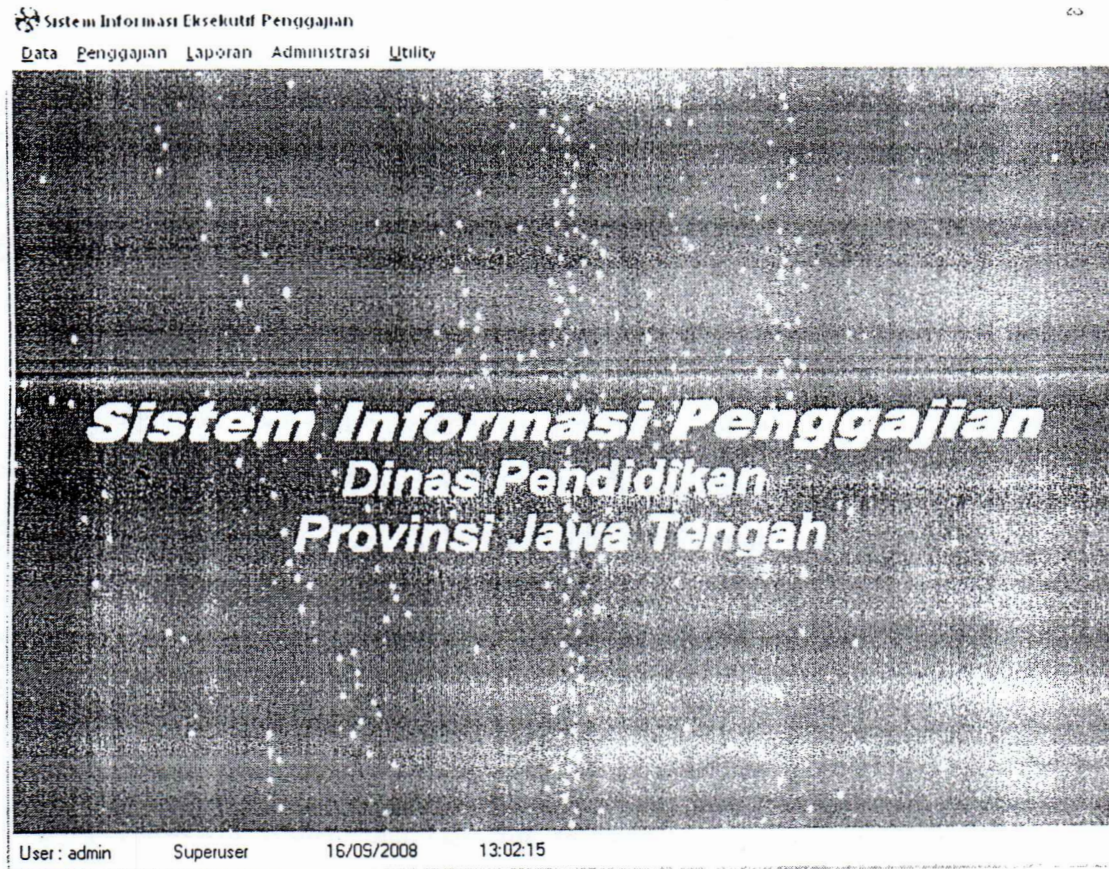 Sistem Informasi Eksekutif Penggajian
Data Penggajian Laporan Administrasi Utility
Sistem Informasi Penggajian
Dinas Pendidikan
Provinsi Jawa Tengah
User : admin Superuser 16/09/2008 13:02:15